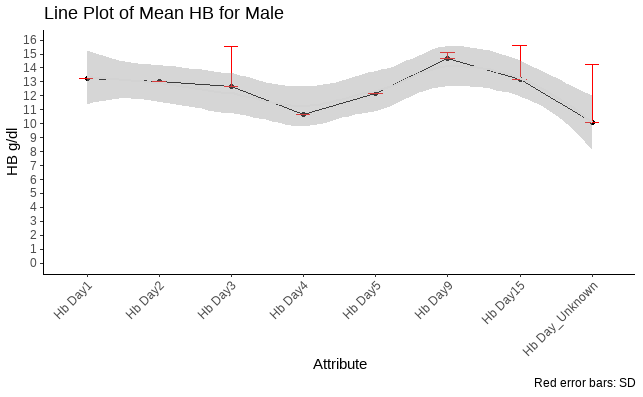 Line Plot of Mean HB for Male
16
15
14
13
12
11
10
9
8
7
6
5
4
3
2
1
0
HB g/dl
Hb Day1
Hb Day2
Hb Day3
Hb Day4
Hb Day5
Hb Day9
Hb Day15
Hb Day_Unknown
Attribute
Red error bars: SD